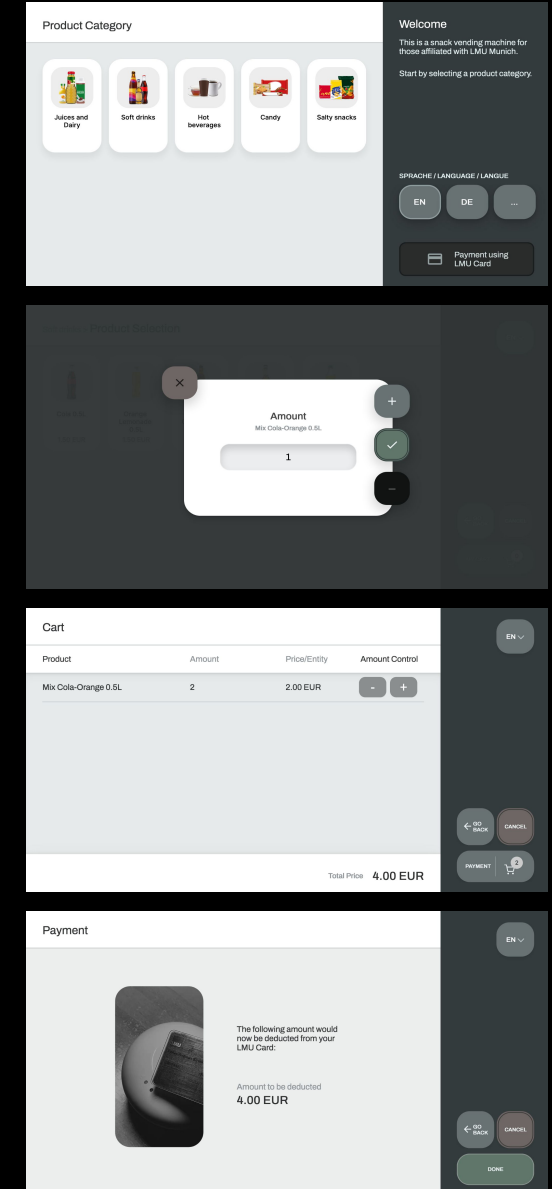 Product Category
Juices and
Dairy
Soft drinks
Hot
beverages
Candy
Salty snacks
Welcome
This is a snack vending machine for
those affiliated with LMU Munich.
Start by selecting a product category.
SPRACHE / LANGUAGE / LANGUE
EN
DE
...
Payment using
LMU Card
Product Selection
Amount
Mix Cola-Orange 0.5L
1
+
–
Cart
EN
Product
Amount
Price/Entity
Amount Control
Mix Cola-Orange 0.5L
2
2.00 EUR
-
+
GO
BACK
CANCEL
PAYMENT
2
Total Price
4.00 EUR
Payment
EN
The following amount would
now be deducted from your
LMU Card:
Amount to be deducted
4.00 EUR
GO
BACK
CANCEL
DONE